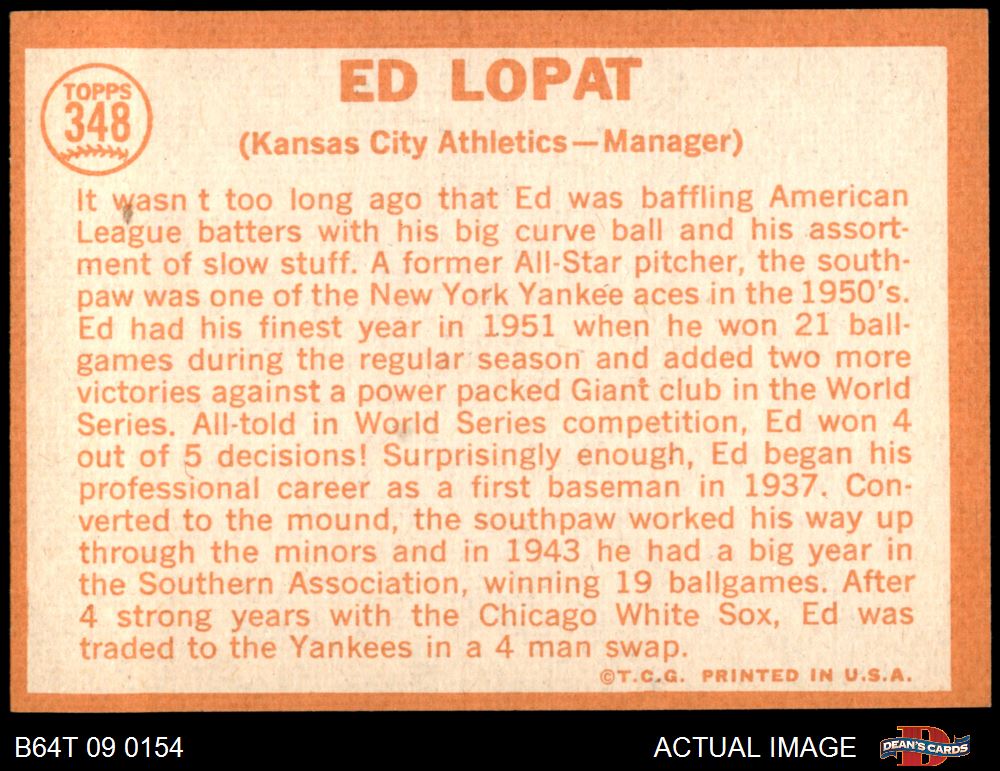 TOPPS
348
ED LOPAT
(Kansas City Athletics—Manager)
It wasn t too long ago that Ed was baffling American
League batters with his big curve ball and his assort-
ment of slow stuff. A former All-Star pitcher, the south-
paw was one of the New York Yankee aces in the 1950's.
Ed had his finest year in 1951 when he won 21 ball-
games during the regular season and added two more
victories against a power packed Giant club in the World
Series. All-told in World Series competition, Ed won 4
out of 5 decisions! Surprisingly enough, Ed began his
professional career as a first baseman in 1937. Con-
verted to the mound, the southpaw worked his way up
through the minors and in 1943 he had a big year in
the Southern Association, winning 19 ballgames. After
4 strong years with the Chicago White Sox, Ed was
traded to the Yankees in a 4 man swap.
©T.C.G. PRINTED IN U.S.A.
B64T 09 0154
ACTUAL IMAGE
D
DEAN'S CARDS